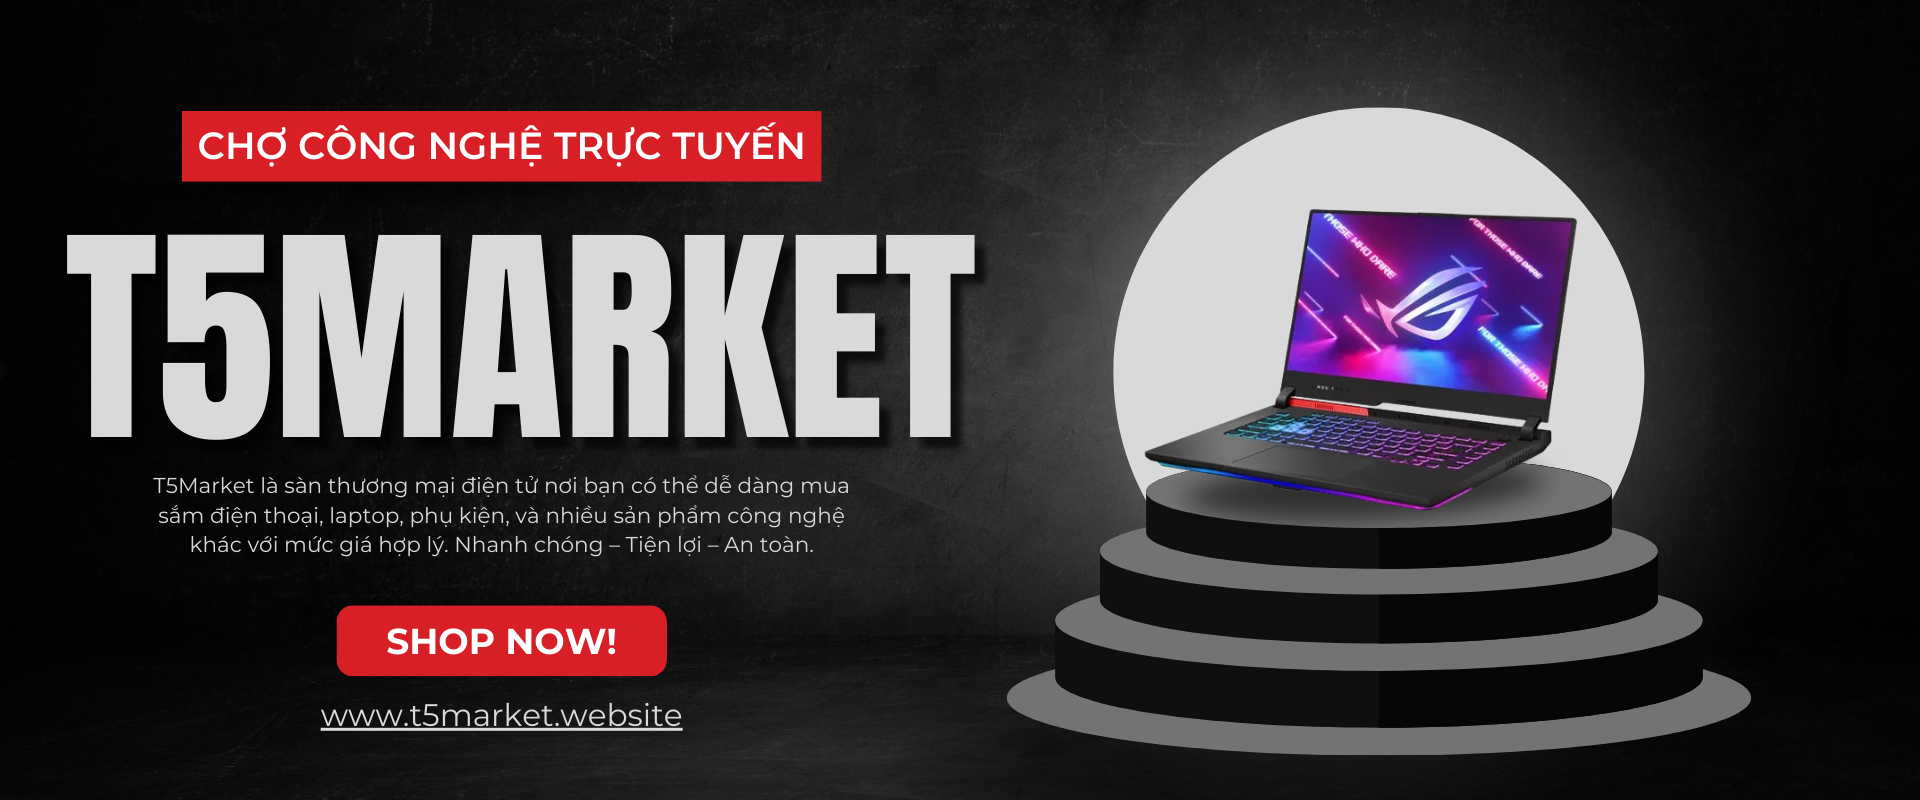 CHỢ CÔNG NGHỆ TRỰC TUYẾN
T5MARKET
T5Market là sàn thương mại điện tử nơi bạn có thể dễ dàng mua
sắm điện thoại, laptop, phụ kiện, và nhiều sản phẩm công nghệ
khác với mức giá hợp lý. Nhanh chóng – Tiện lợi – An toàn.
SHOP NOW!
www.t5market.website
THOSE WHO DARE
FOR THOSE WHO DARE
FOR THOSE WHO DA